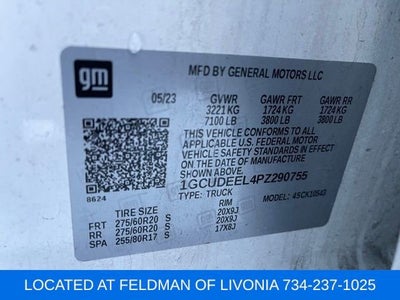 gm
MFD BY GENERAL MOTORS LLC
05/23 GVWR GAWR FRT GAWR RR
3221 KG 1724 KG 1724 KG
7100 LB 3800 LB 3800 LB
THIS VEHICLE CONFORMS TO ALL
APPLICABLE U.S. FEDERAL MOTOR
VEHICLE SAFETY STANDARDS IN EFFECT ON
THE DATE OF MANUFACTURE SHOWN ABOVE.
1GCUDEEL4PZ290755
8624 TYPE: TRUCK MODEL: 4SCK10543
TIRE SIZE RIM
FRT 275/60R20 S 20X9J
RR 275/60R20 S 20X9J
SPA 255/80R17 S 17X8J
LOCATED AT FELDMAN OF LIVONIA 734-237-1025